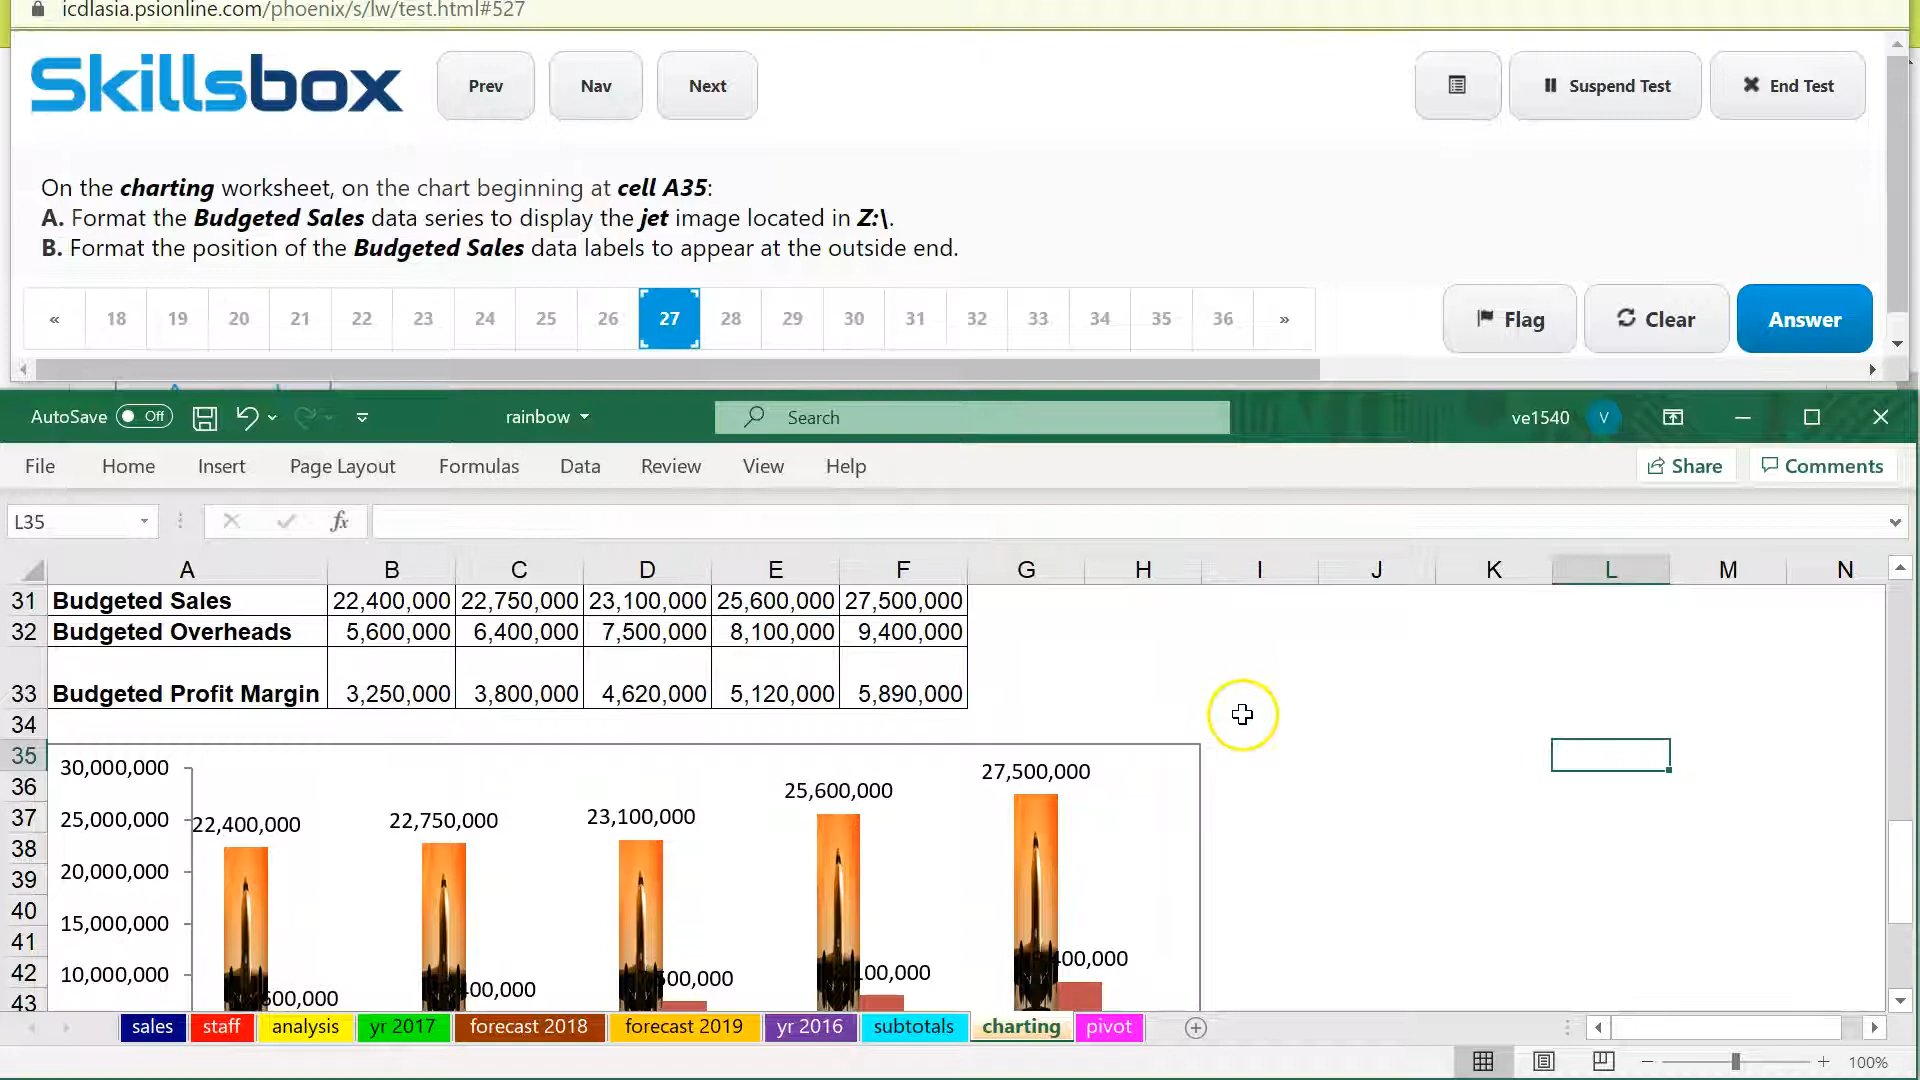 icdlasia.psionline.com/phoenix/s/lw/test.html#527
Skillsbox Prev Nav Next Suspend Test End Test
On the charting worksheet, on the chart beginning at cell A35:
A. Format the Budgeted Sales data series to display the jet image located in Z:\.
B. Format the position of the Budgeted Sales data labels to appear at the outside end.
« 18 19 20 21 22 23 24 25 26 27 28 29 30 31 32 33 34 35 36 » Flag Clear Answer
AutoSave Off rainbow Search ve1540 V
File Home Insert Page Layout Formulas Data Review View Help Share Comments
L35 fx
A B C D E F G H I J K L M N
31 Budgeted Sales 22,400,000 22,750,000 23,100,000 25,600,000 27,500,000
32 Budgeted Overheads 5,600,000 6,400,000 7,500,000 8,100,000 9,400,000
33 Budgeted Profit Margin 3,250,000 3,800,000 4,620,000 5,120,000 5,890,000
34
35
36
37
38
39
40
41
42
43
30,000,000
25,000,000
20,000,000
15,000,000
10,000,000
22,400,000 22,750,000 23,100,000 25,600,000 27,500,000
600,000 400,000 500,000 100,000 400,000
sales staff analysis yr 2017 forecast 2018 forecast 2019 yr 2016 subtotals charting pivot
100%